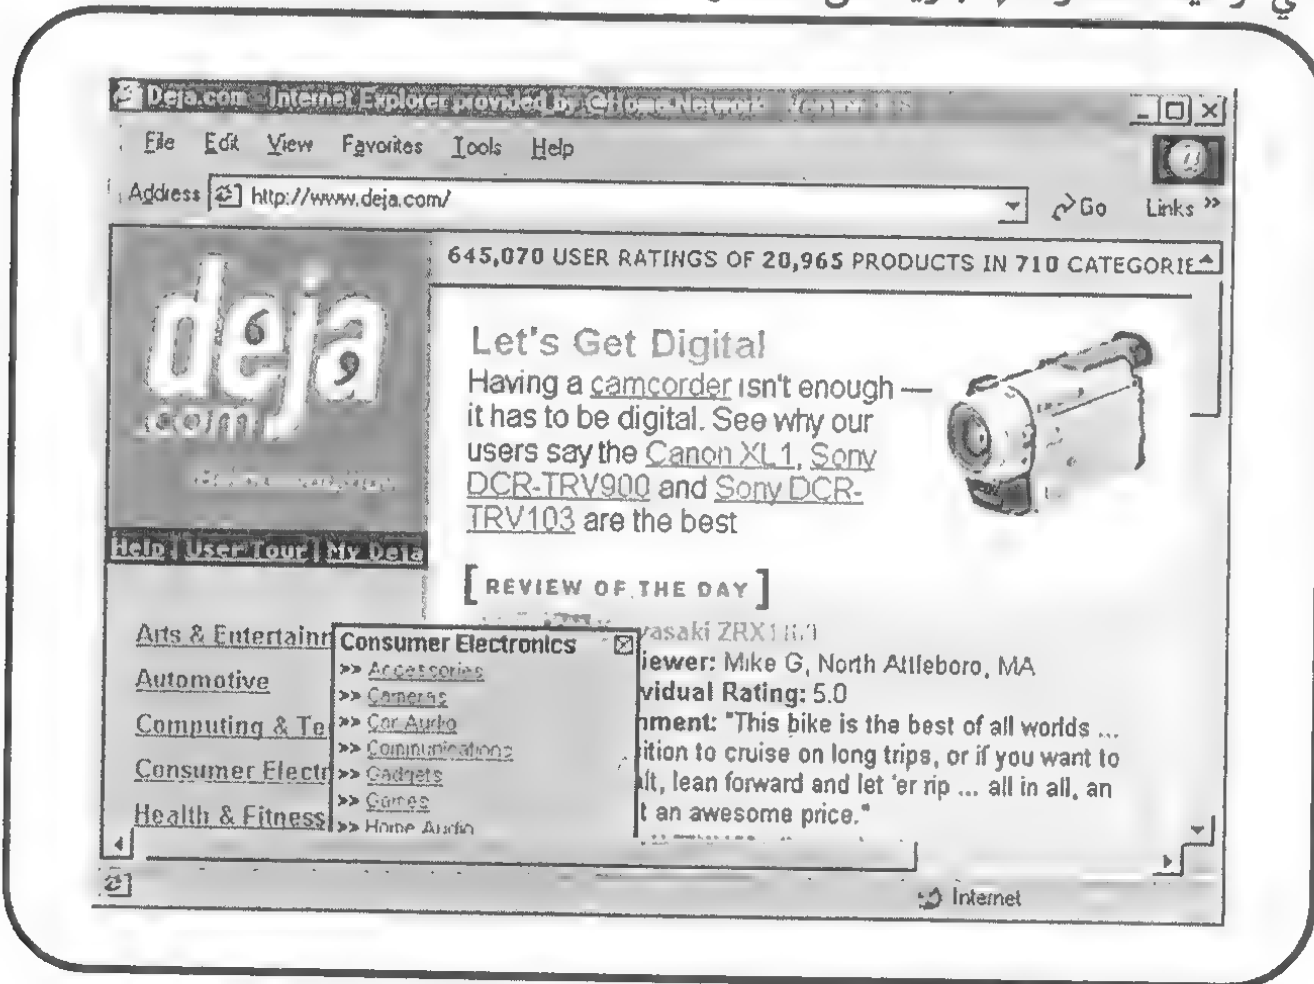 Deja.com - Internet Explorer provided by @Home Network
File Edit View Favorites Tools Help
Address http://www.deja.com/ Go Links »
deja
.com
645,070 USER RATINGS OF 20,965 PRODUCTS IN 710 CATEGORIE
Let's Get Digital
Having a camcorder isn't enough —
it has to be digital. See why our
users say the Canon XL1, Sony
DCR-TRV900 and Sony DCR-
TRV103 are the best
Help | User Tour | My Deja
[REVIEW OF THE DAY]
Arts & Entertainm
Automotive
Computing & Te
Consumer Electr
Health & Fitness
Consumer Electronics
>> Accessories
>> Cameras
>> Car Audio
>> Communications
>> Gadgets
>> Games
>> Home Audio
wasaki
iewer: Mike G, North Attleboro, MA
vidual Rating: 5.0
nment: "This bike is the best of all worlds ...
ition to cruise on long trips, or if you want to
alt, lean forward and let 'er rip ... all in all, an
t an awesome price."
Internet